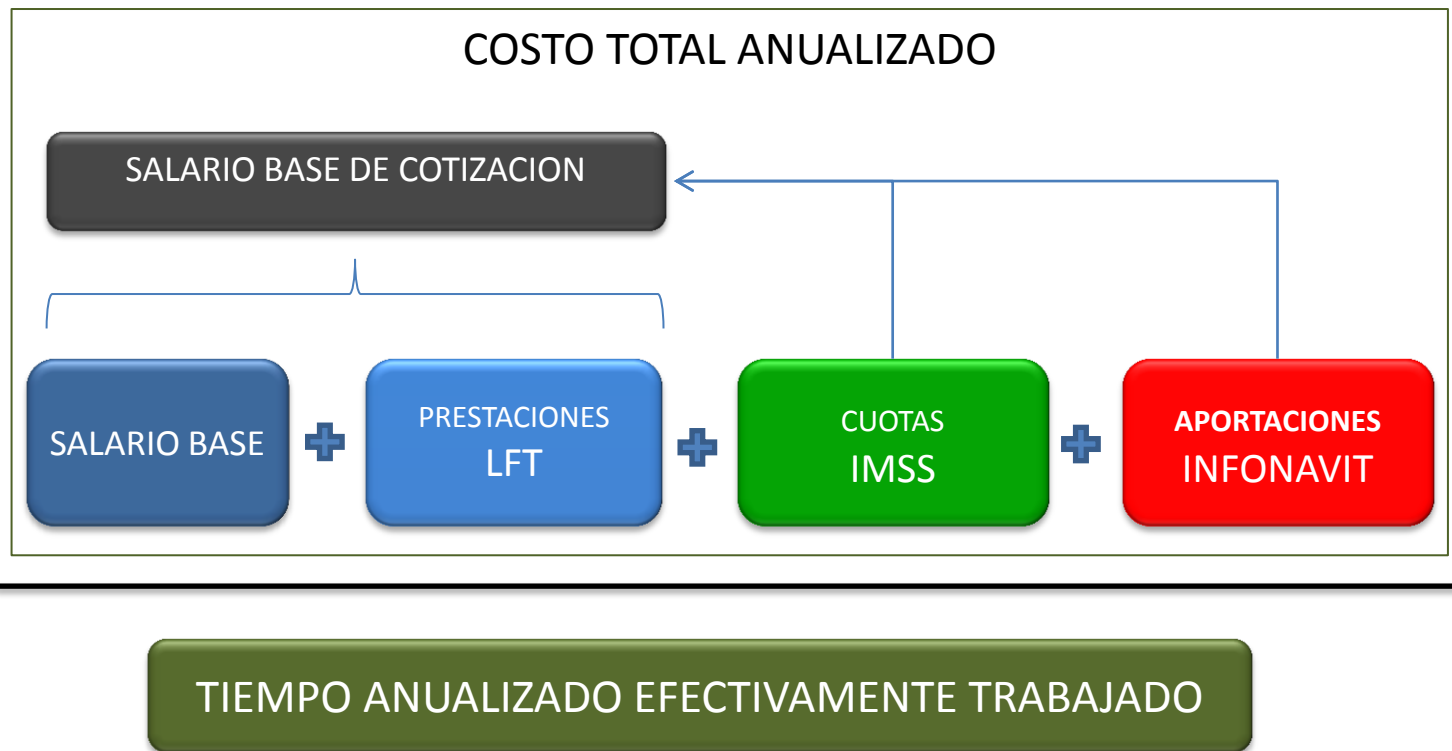 COSTO TOTAL ANUALIZADO
SALARIO BASE DE COTIZACION
SALARIO BASE
PRESTACIONES
LFT
CUOTAS
IMSS
APORTACIONES
INFONAVIT
TIEMPO ANUALIZADO EFECTIVAMENTE TRABAJADO